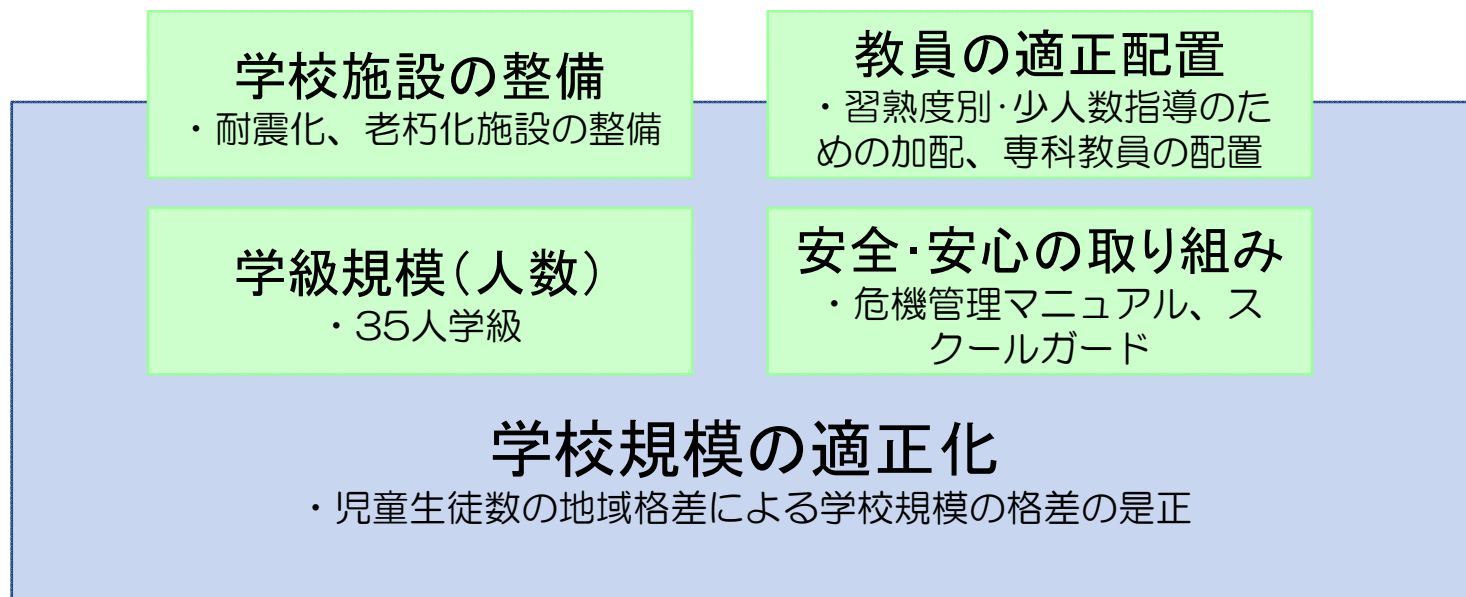 学校施設の整備
・耐震化、老朽化施設の整備
教員の適正配置
・習熟度別・少人数指導のた
めの加配、専科教員の配置
学級規模（人数）
・35人学級
安全・安心の取り組み
・危機管理マニュアル、ス
クールガード
学校規模の適正化
・児童生徒数の地域格差による学校規模の格差の是正